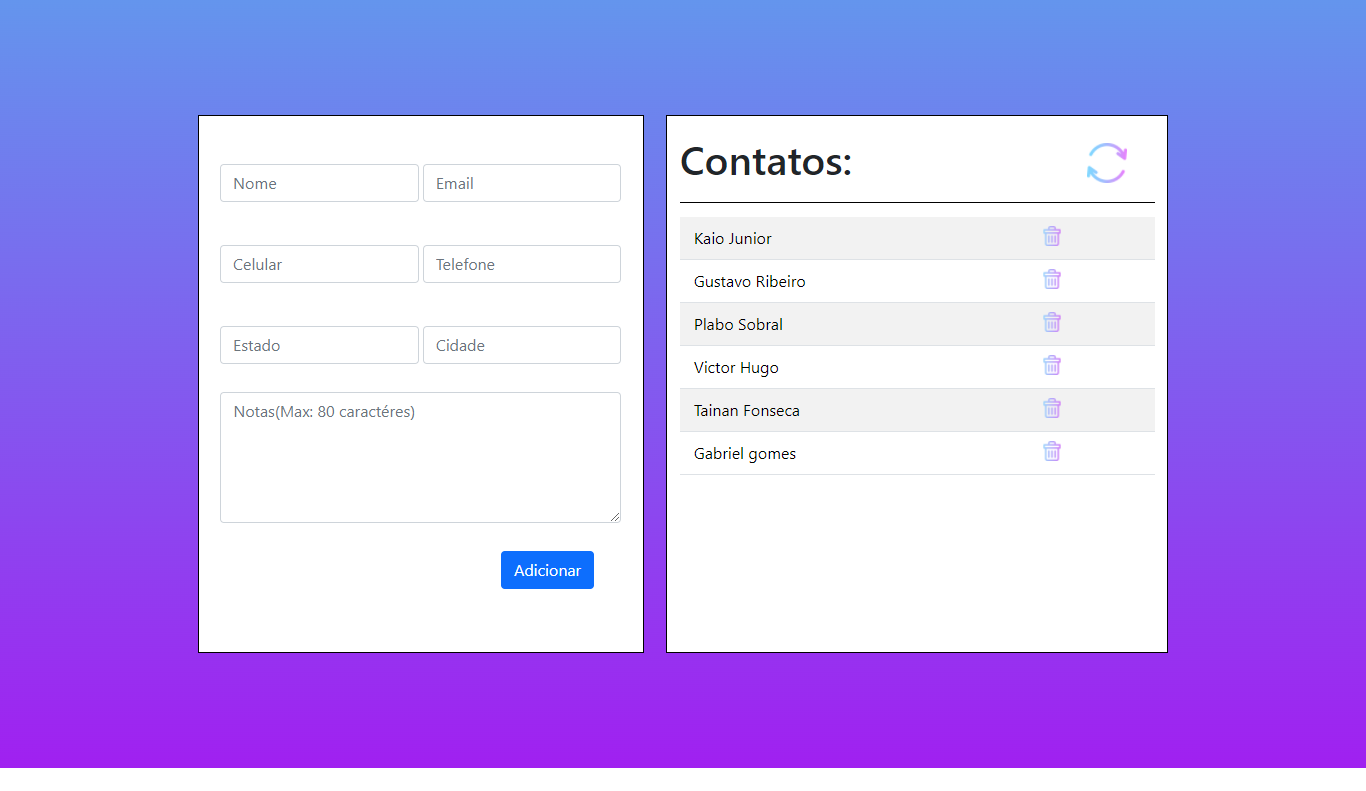 Nome Email
Celular Telefone
Estado Cidade
Notas(Max: 80 caractéres)
Adicionar
Contatos:
Kaio Junior
Gustavo Ribeiro
Plabo Sobral
Victor Hugo
Tainan Fonseca
Gabriel gomes